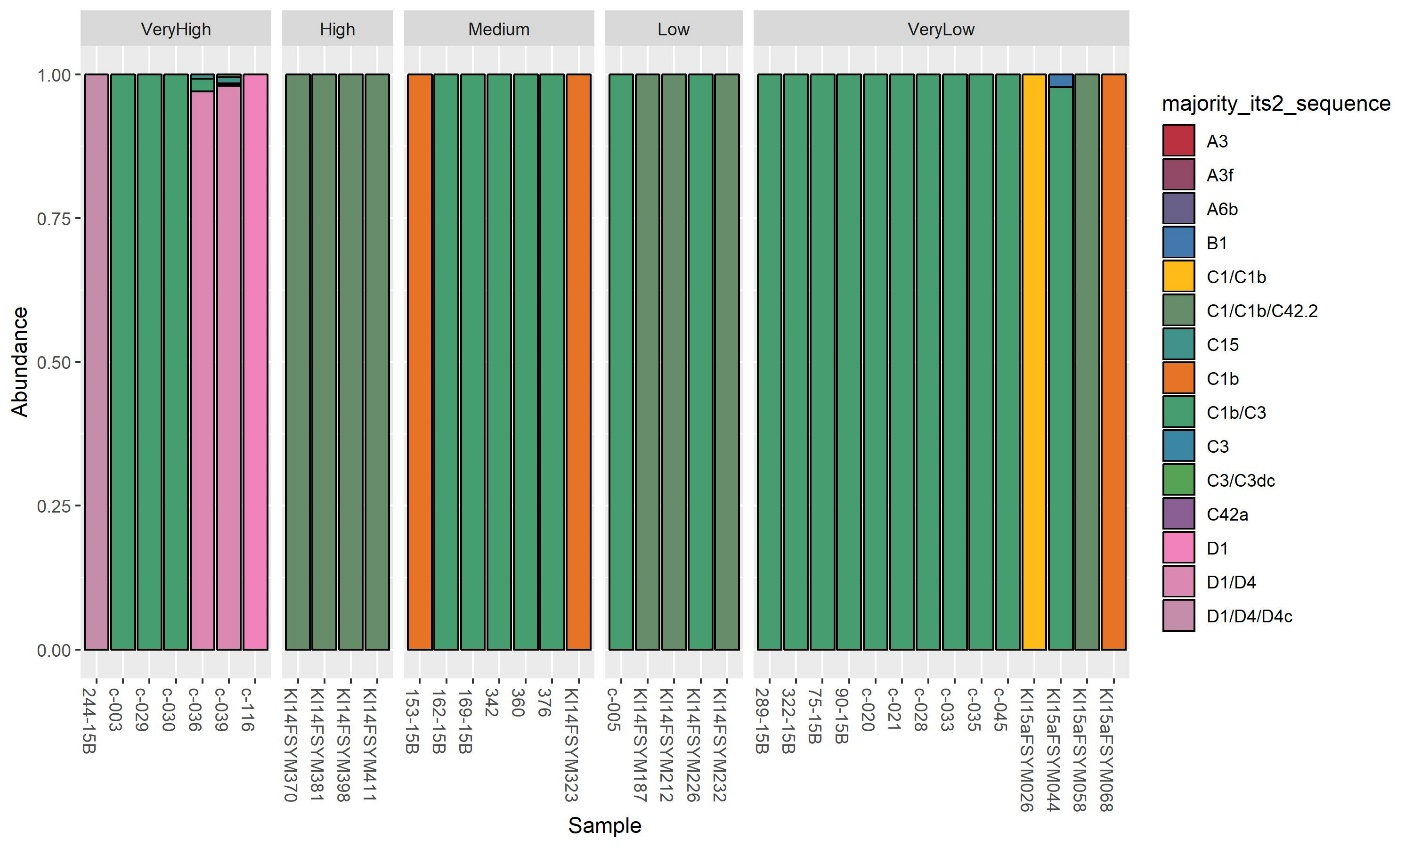 VeryHigh
High
Medium
Low
VeryLow
Abundance
1.00
0.75
0.50
0.25
0.00
244-15B
c-003
c-029
c-030
c-036
c-039
c-116
KI14FSYM370
KI14FSYM381
KI14FSYM398
KI14FSYM411
153-15B
162-15B
169-15B
342
360
376
KI14FSYM323
c-005
KI14FSYM187
KI14FSYM212
KI14FSYM226
KI14FSYM232
289-15B
322-15B
75-15B
90-15B
c-020
c-021
c-028
c-033
c-035
c-045
KI15aFSYM026
KI15aFSYM044
KI15aFSYM058
KI15aFSYM068
Sample
majority_its2_sequence
A3
A3f
A6b
B1
C1/C1b
C1/C1b/C42.2
C15
C1b
C1b/C3
C3
C3/C3dc
C42a
D1
D1/D4
D1/D4/D4c